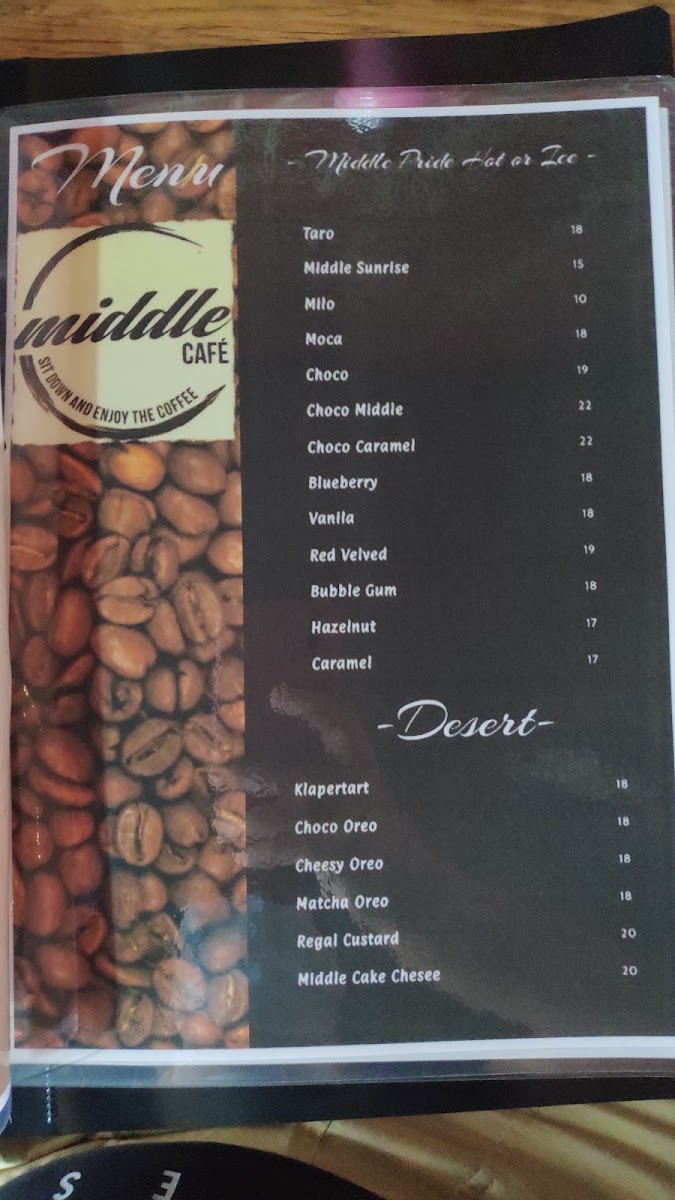 Menu
middle
CAFÉ
SIT DOWN AND ENJOY THE COFFEE
- Middle Pride Hot or Ice -
Taro 18
Middle Sunrise 15
Milo 10
Moca 18
Choco 19
Choco Middle 22
Choco Caramel 22
Blueberry 18
Vanila 18
Red Velved 19
Bubble Gum 18
Hazelnut 17
Caramel 17
-Desert-
Klapertart 18
Choco Oreo 18
Cheesy Oreo 18
Matcha Oreo 18
Regal Custard 20
Middle Cake Chesee 20
S E